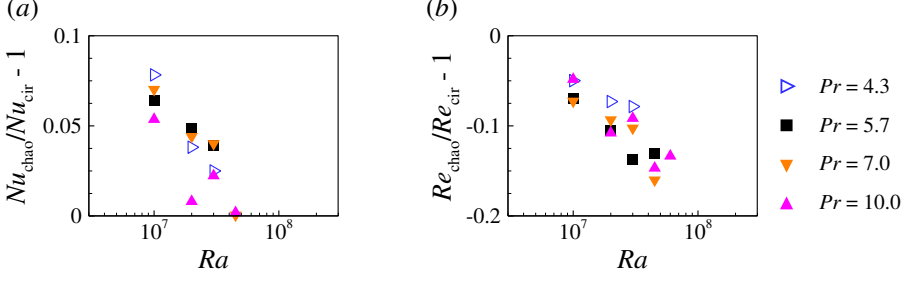 (a)
Nu_chao/Nu_cir - 1
0.1
0.05
0
10^7
10^8
Ra
(b)
Re_chao/Re_cir - 1
0
-0.1
-0.2
10^7
10^8
Ra
Pr = 4.3
Pr = 5.7
Pr = 7.0
Pr = 10.0